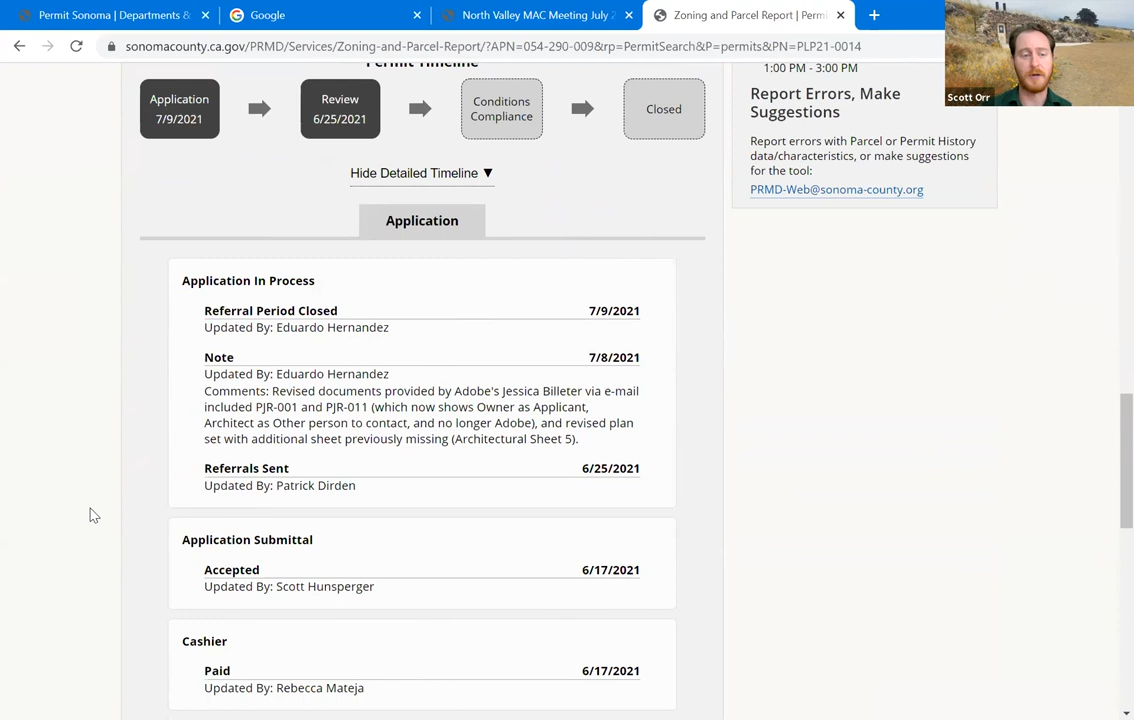 Permit Sonoma | Departments &
Google
North Valley MAC Meeting July 2
Zoning and Parcel Report | Permi
sonomacounty.ca.gov/PRMD/Services/Zoning-and-Parcel-Report/?APN=054-290-009&rp=PermitSearch&P=permits&PN=PLP21-0014
Scott Orr
Permit Timeline
Application
7/9/2021
Review
6/25/2021
Conditions
Compliance
Closed
Hide Detailed Timeline ▼
Application
Application In Process
Referral Period Closed 7/9/2021
Updated By: Eduardo Hernandez
Note 7/8/2021
Updated By: Eduardo Hernandez
Comments: Revised documents provided by Adobe's Jessica Billeter via e-mail
included PJR-001 and PJR-011 (which now shows Owner as Applicant,
Architect as Other person to contact, and no longer Adobe), and revised plan
set with additional sheet previously missing (Architectural Sheet 5).
Referrals Sent 6/25/2021
Updated By: Patrick Dirden
Application Submittal
Accepted 6/17/2021
Updated By: Scott Hunsperger
Cashier
Paid 6/17/2021
Updated By: Rebecca Mateja
1:00 PM - 3:00 PM
Report Errors, Make
Suggestions
Report errors with Parcel or Permit History
data/characteristics, or make suggestions
for the tool:
PRMD-Web@sonoma-county.org